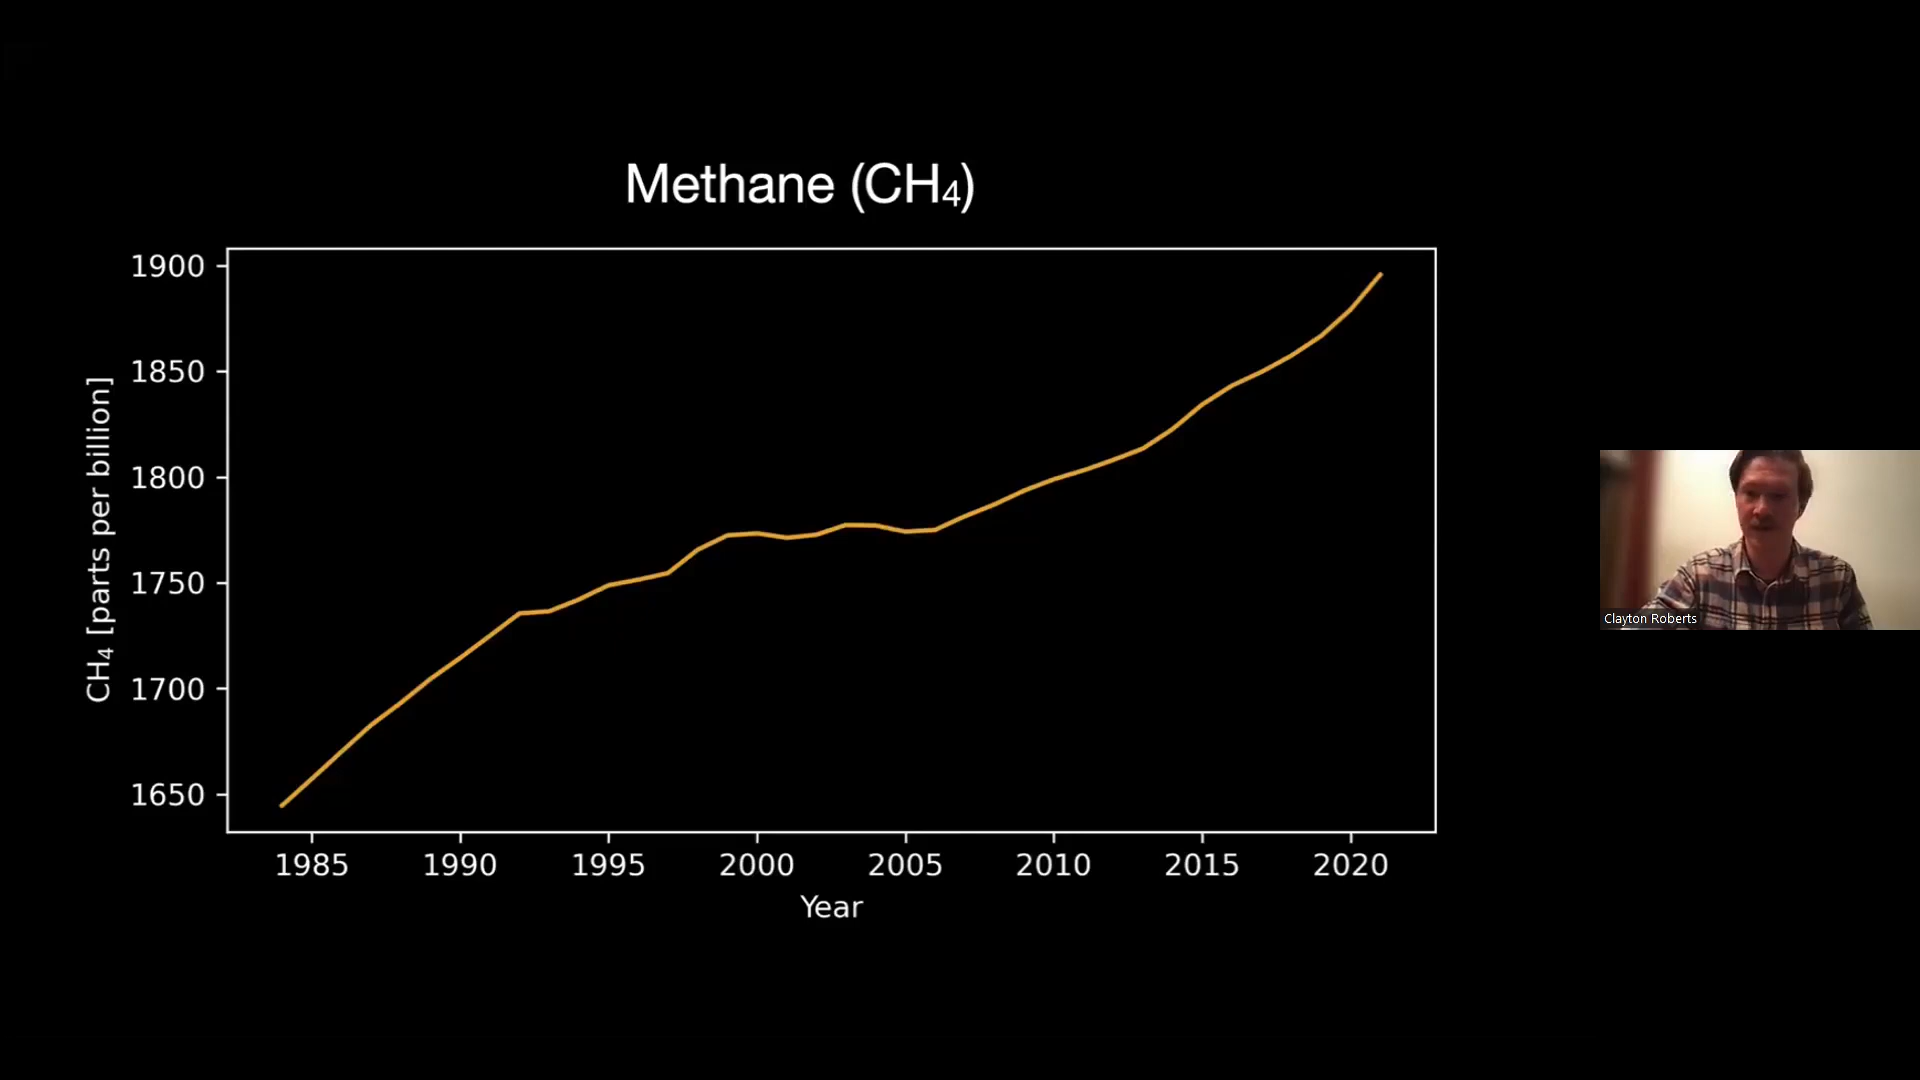 Methane (CH₄)
1900
1850
1800
1750
1700
1650
CH₄ [parts per billion]
1985 1990 1995 2000 2005 2010 2015 2020
Year
Clayton Roberts